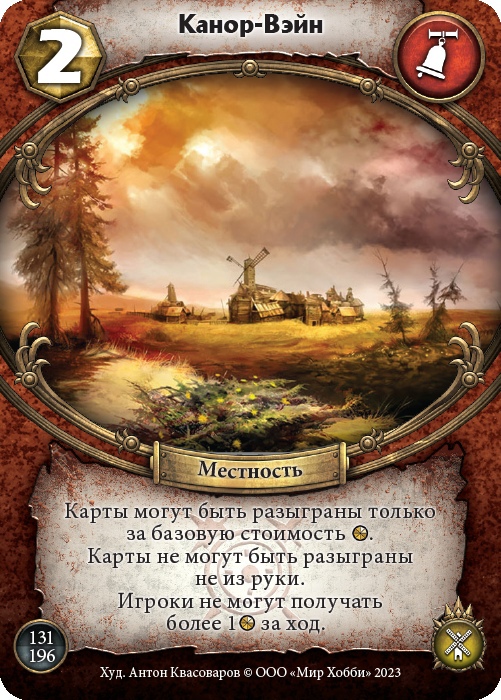 Канор-Вэйн
2
Местность
Карты могут быть разыграны только
за базовую стоимость .
Карты не могут быть разыграны
не из руки.
Игроки не могут получать
более 1 за ход.
131
196
Худ. Антон Квасоваров © ООО «Мир Хобби» 2023